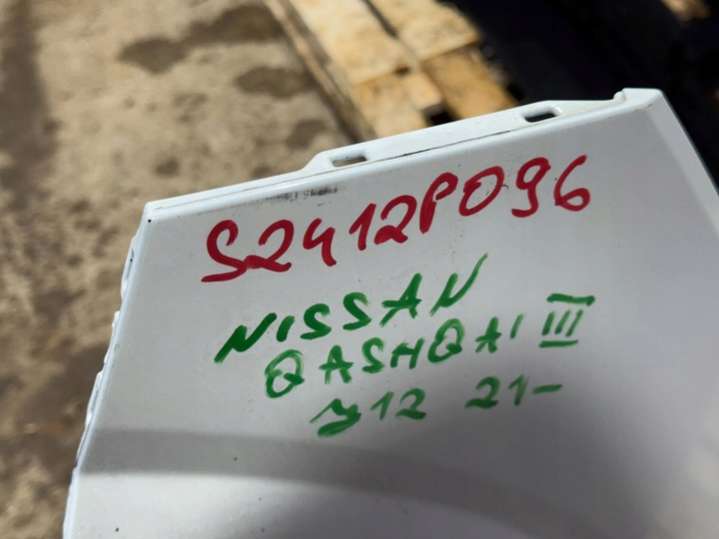 S2412P096
NISSAN
QASHQAI III
J12 21-